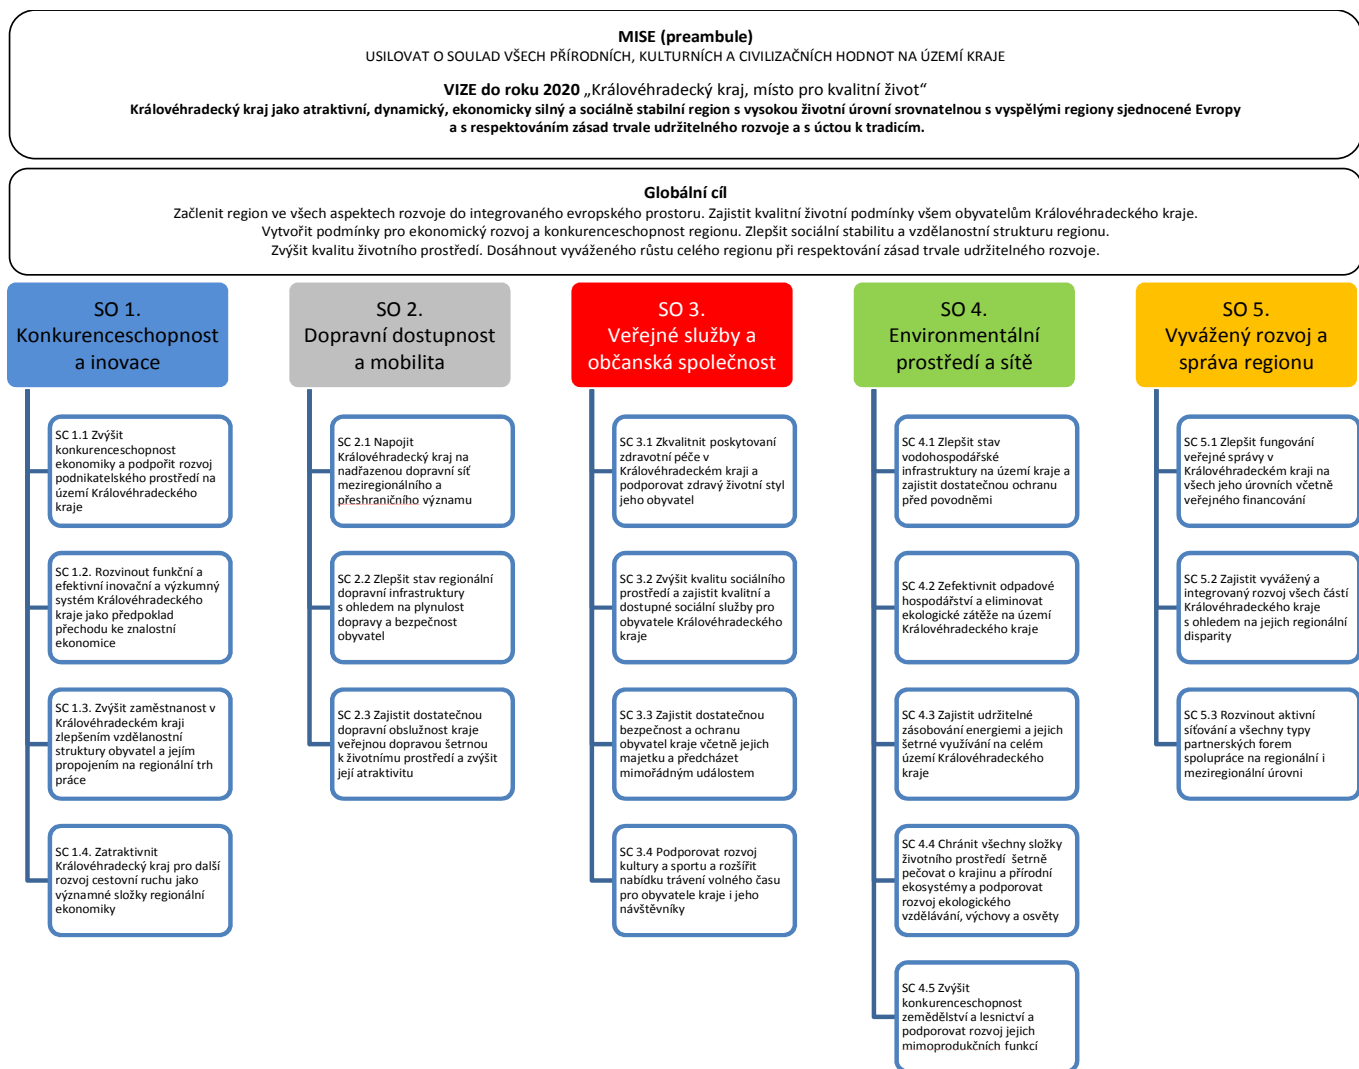 MISE (preambule)
USILOVAT O SOULAD VŠECH PŘÍRODNÍCH, KULTURNÍCH A CIVILIZAČNÍCH HODNOT NA ÚZEMÍ KRAJE
VIZE do roku 2020 „Královéhradecký kraj, místo pro kvalitní život“
Královéhradecký kraj jako atraktivní, dynamický, ekonomicky silný a sociálně stabilní region s vysokou životní úrovní srovnatelnou s vyspělými regiony sjednocené Evropy
a s respektováním zásad trvale udržitelného rozvoje a s úctou k tradicím.
Globální cíl
Začlenit region ve všech aspektech rozvoje do integrovaného evropského prostoru. Zajistit kvalitní životní podmínky všem obyvatelům Královéhradeckého kraje.
Vytvořit podmínky pro ekonomický rozvoj a konkurenceschopnost regionu. Zlepšit sociální stabilitu a vzdělanostní strukturu regionu.
Zvýšit kvalitu životního prostředí. Dosáhnout vyváženého růstu celého regionu při respektování zásad trvale udržitelného rozvoje.
SO 1.
Konkurenceschopnost
a inovace
SC 1.1 Zvýšit
konkurenceschopnost
ekonomiky a podpořit rozvoj
podnikatelského prostředí na
území Královéhradeckého
kraje
SC 1.2. Rozvinout funkční a
efektivní inovační a výzkumný
systém Královéhradeckého
kraje jako předpoklad
přechodu ke znalostní
ekonomice
SC 1.3. Zvýšit zaměstnanost v
Královéhradeckém kraji
zlepšením vzdělanostní
struktury obyvatel a jejím
propojením na regionální trh
práce
SC 1.4. Zatraktivnit
Královéhradecký kraj pro další
rozvoj cestovní ruchu jako
významné složky regionální
ekonomiky
SO 2.
Dopravní dostupnost
a mobilita
SC 2.1 Napojit
Královéhradecký kraj na
nadřazenou dopravní síť
meziregionálního a
přeshraničního významu
SC 2.2 Zlepšit stav regionální
dopravní infrastruktury
s ohledem na plynulost
dopravy a bezpečnost
obyvatel
SC 2.3 Zajistit dostatečnou
dopravní obslužnost kraje
veřejnou dopravou šetrnou
k životnímu prostředí a zvýšit
její atraktivitu
SO 3.
Veřejné služby a
občanská společnost
SC 3.1 Zkvalitnit poskytovaní
zdravotní péče v
Královéhradeckém kraji a
podporovat zdravý životní styl
jeho obyvatel
SC 3.2 Zvýšit kvalitu sociálního
prostředí a zajistit kvalitní a
dostupné sociální služby pro
obyvatele Královéhradeckého
kraje
SC 3.3 Zajistit dostatečnou
bezpečnost a ochranu
obyvatel kraje včetně jejich
majetku a předcházet
mimořádným událostem
SC 3.4 Podporovat rozvoj
kultury a sportu a rozšířit
nabídku trávení volného času
pro obyvatele kraje i jeho
návštěvníky
SO 4.
Environmentální
prostředí a sítě
SC 4.1 Zlepšit stav
vodohospodářské
infrastruktury na území kraje a
zajistit dostatečnou ochranu
před povodněmi
SC 4.2 Zefektivnit odpadové
hospodářství a eliminovat
ekologické zátěže na území
Královéhradeckého kraje
SC 4.3 Zajistit udržitelné
zásobování energiemi a jejich
šetrné využívání na celém
území Královéhradeckého
kraje
SC 4.4 Chránit všechny složky
životního prostředí  šetrně
pečovat o krajinu a přírodní
ekosystémy a podporovat
rozvoj ekologického
vzdělávání, výchovy a osvěty
SC 4.5 Zvýšit
konkurenceschopnost
zemědělství a lesnictví a
podporovat rozvoj jejich
mimoprodukčních funkcí
SO 5.
Vyvážený rozvoj a
správa regionu
SC 5.1 Zlepšit fungování
veřejné správy v
Královéhradeckém kraji na
všech jeho úrovních včetně
veřejného financování
SC 5.2 Zajistit vyvážený a
integrovaný rozvoj všech částí
Královéhradeckého kraje
s ohledem na jejich regionální
disparity
SC 5.3 Rozvinout aktivní
síťování a všechny typy
partnerských forem
spolupráce na regionální i
meziregionální úrovni